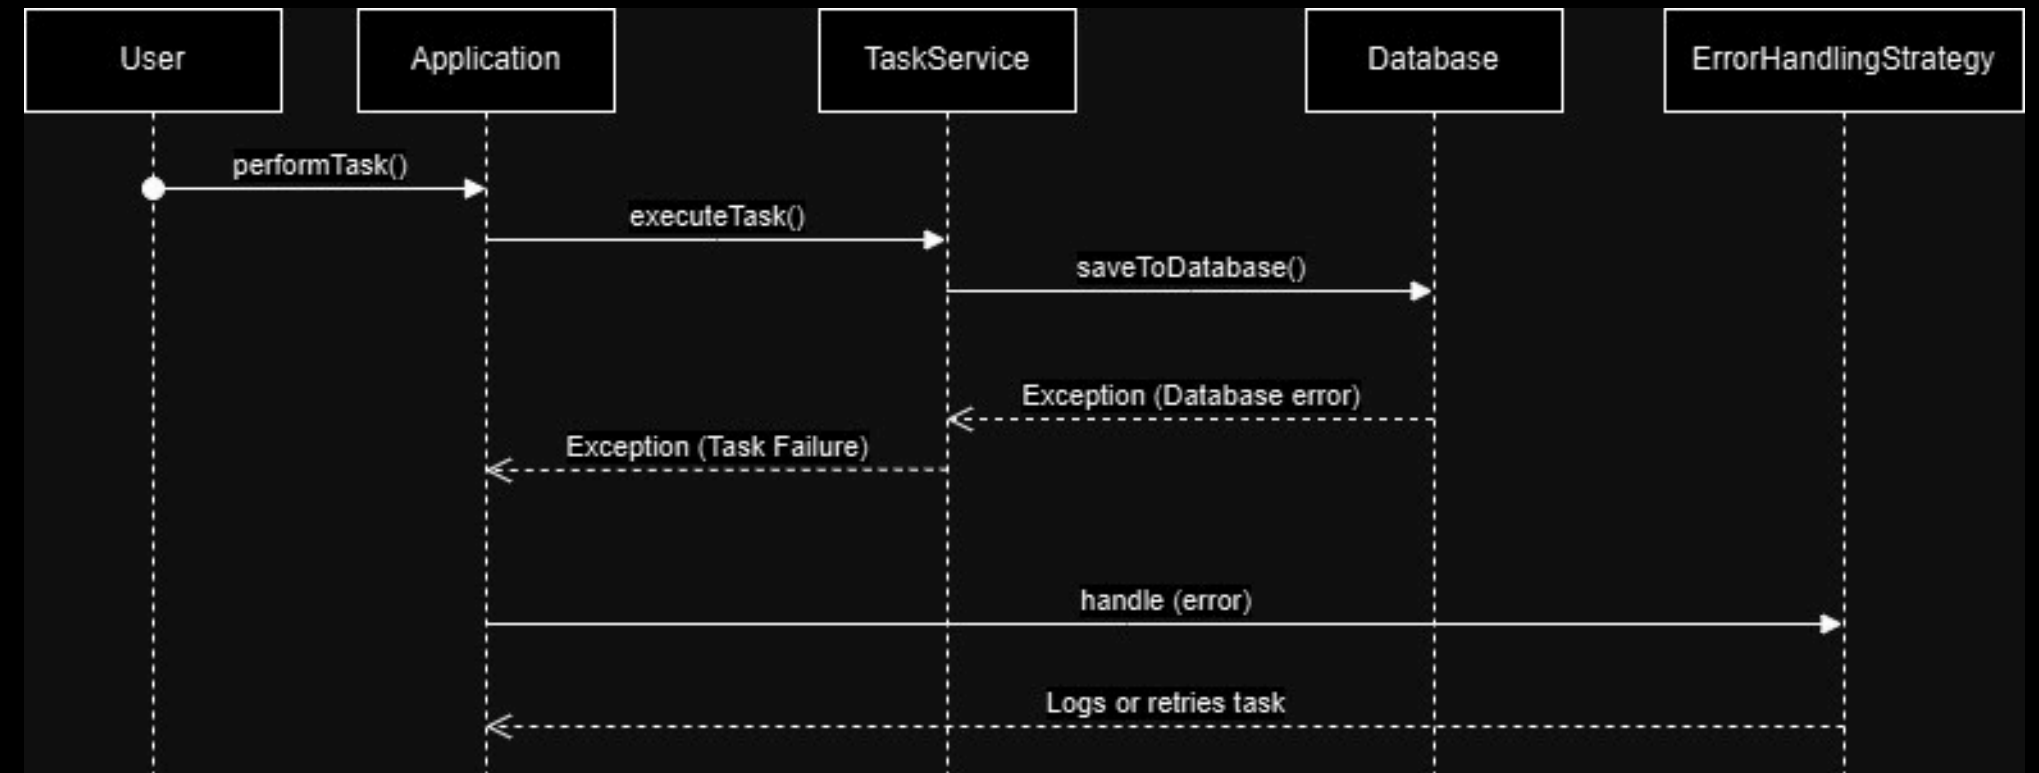 User
Application
TaskService
Database
ErrorHandlingStrategy
performTask()
executeTask()
saveToDatabase()
Exception (Database error)
Exception (Task Failure)
handle (error)
Logs or retries task